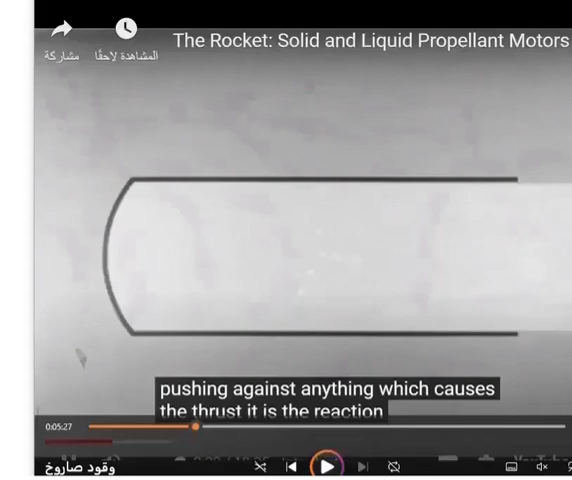 The Rocket: Solid and Liquid Propellant Motors
المشاهدة لاحقًا
مشاركة
pushing against anything which causes
the thrust it is the reaction
0:05:27
وقود صاروخ